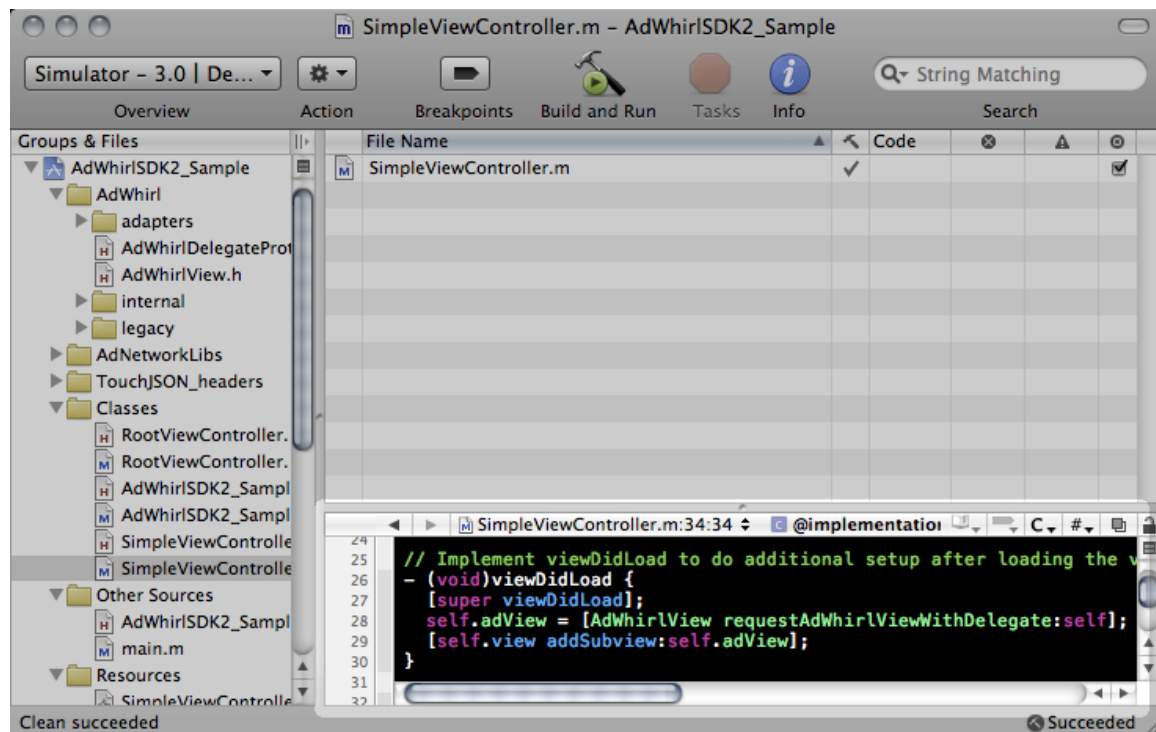 SimpleViewController.m – AdWhirlSDK2_Sample
Simulator – 3.0 | De...
String Matching
Overview
Action
Breakpoints
Build and Run
Tasks
Info
Search
Groups & Files
File Name
Code
AdWhirlSDK2_Sample
SimpleViewController.m
AdWhirl
adapters
AdWhirlDelegateProt
AdWhirlView.h
internal
legacy
AdNetworkLibs
TouchJSON_headers
Classes
RootViewController.
RootViewController.
AdWhirlSDK2_Sampl
AdWhirlSDK2_Sampl
SimpleViewControlle
SimpleViewControlle
Other Sources
AdWhirlSDK2_Sampl
main.m
Resources
SimpleViewControlle
SimpleViewController.m:34:34
@implementation
C #
24
25 // Implement viewDidLoad to do additional setup after loading the v
26 - (void)viewDidLoad {
27 [super viewDidLoad];
28 self.adView = [AdWhirlView requestAdWhirlViewWithDelegate:self];
29 [self.view addSubview:self.adView];
30 }
31
32
Clean succeeded
Succeeded